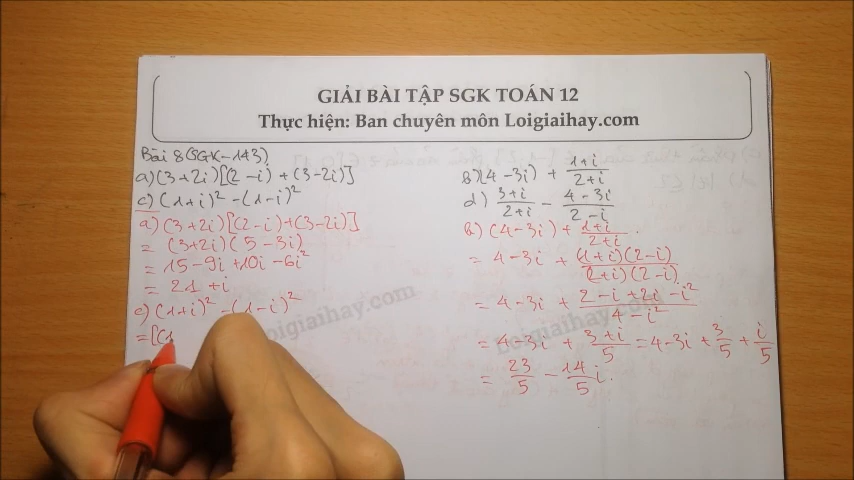 GIẢI BÀI TẬP SGK TOÁN 12
Thực hiện: Ban chuyên môn Loigiaihay.com
Bài 8 (SGK-143)
a) (3+2i)[(2-i)+(3-2i)]
c) (1+i)² -(1-i)²
b) (4-3i) + (1+i)/(2+i)
d) (3+i)/(2+i) - (4-3i)/(2-i)
a) (3+2i)[(2-i)+(3-2i)]
= (3+2i)(5-3i)
= 15-9i+10i-6i²
= 21+i
c) (1+i)² -(1-i)²
= [(1
b) (4-3i) + (1+i)/(2+i)
= 4-3i + (1+i)(2-i)/(2+i)(2-i)
= 4-3i + (2-i+2i-i²)/(4-i²)
= 4-3i + (3+i)/5 = 4-3i + 3/5 + i/5
= 23/5 - 14/5 i.
Loigiaihay.com
Loigiaihay.com